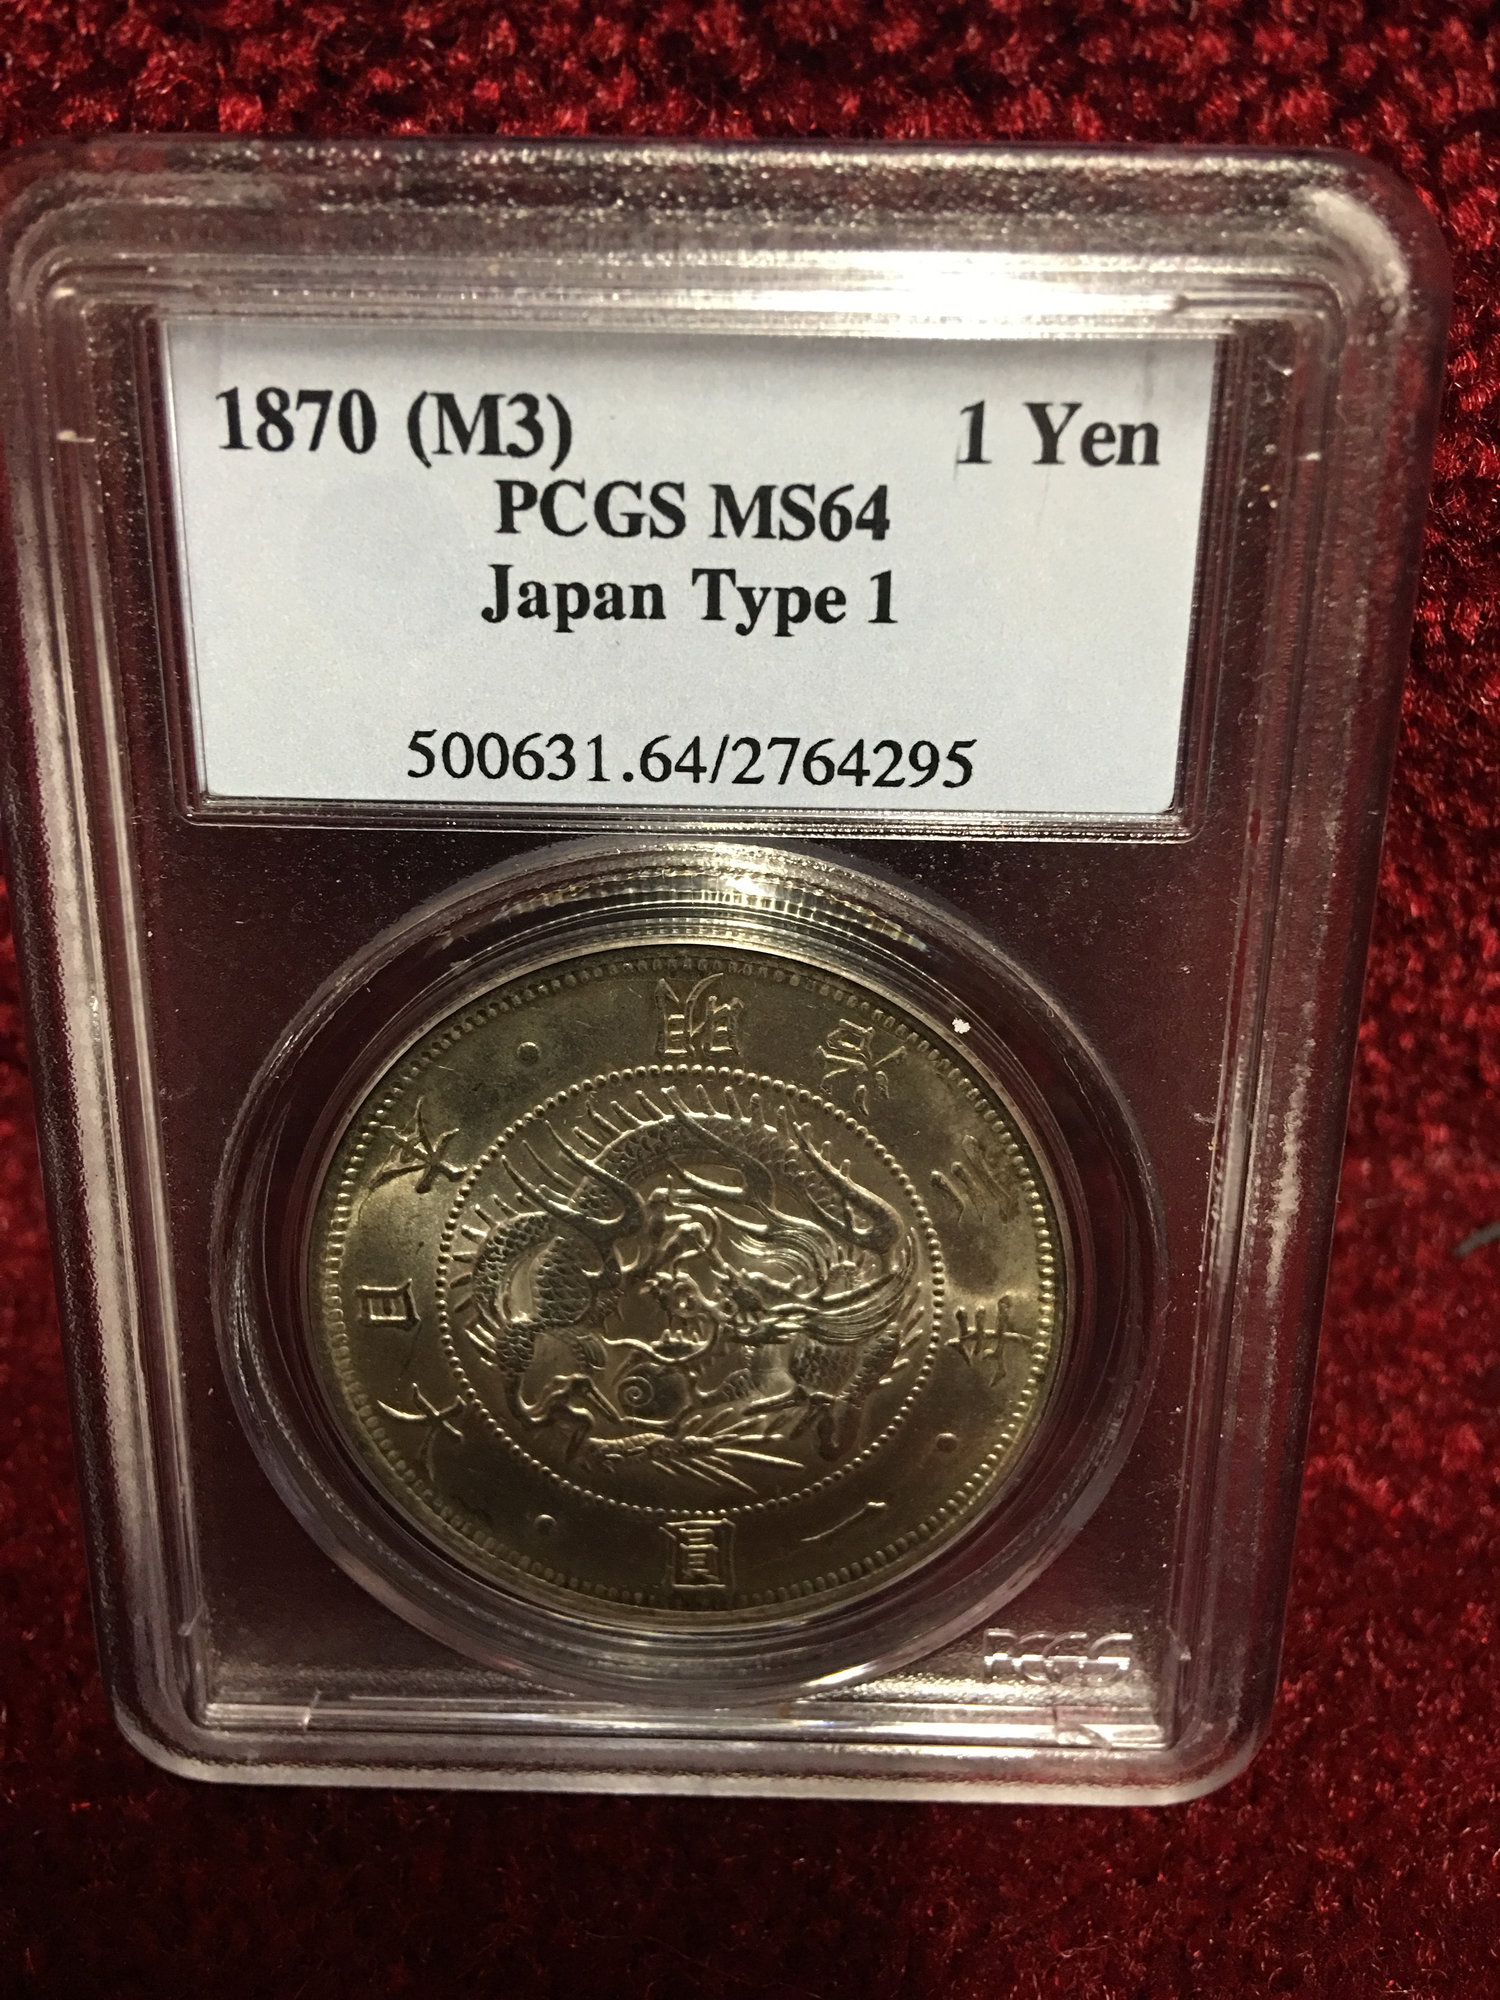 1870 (M3) 1 Yen
PCGS MS64
Japan Type 1
500631.64/2764295
大日本・明治三年・一圓・
PCGS